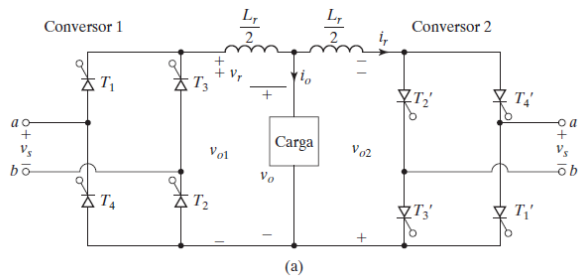 Conversor 1
L_r/2
L_r/2
Conversor 2
i_r
+
+ v_r
−
−
T_1
T_3
− +
i_o
T_2'
T_4'
a
+
v_s
−
b
v_o1
Carga
v_o
v_o2
a
+
v_s
−
b
T_4
T_2
T_3'
T_1'
−
−
+
(a)